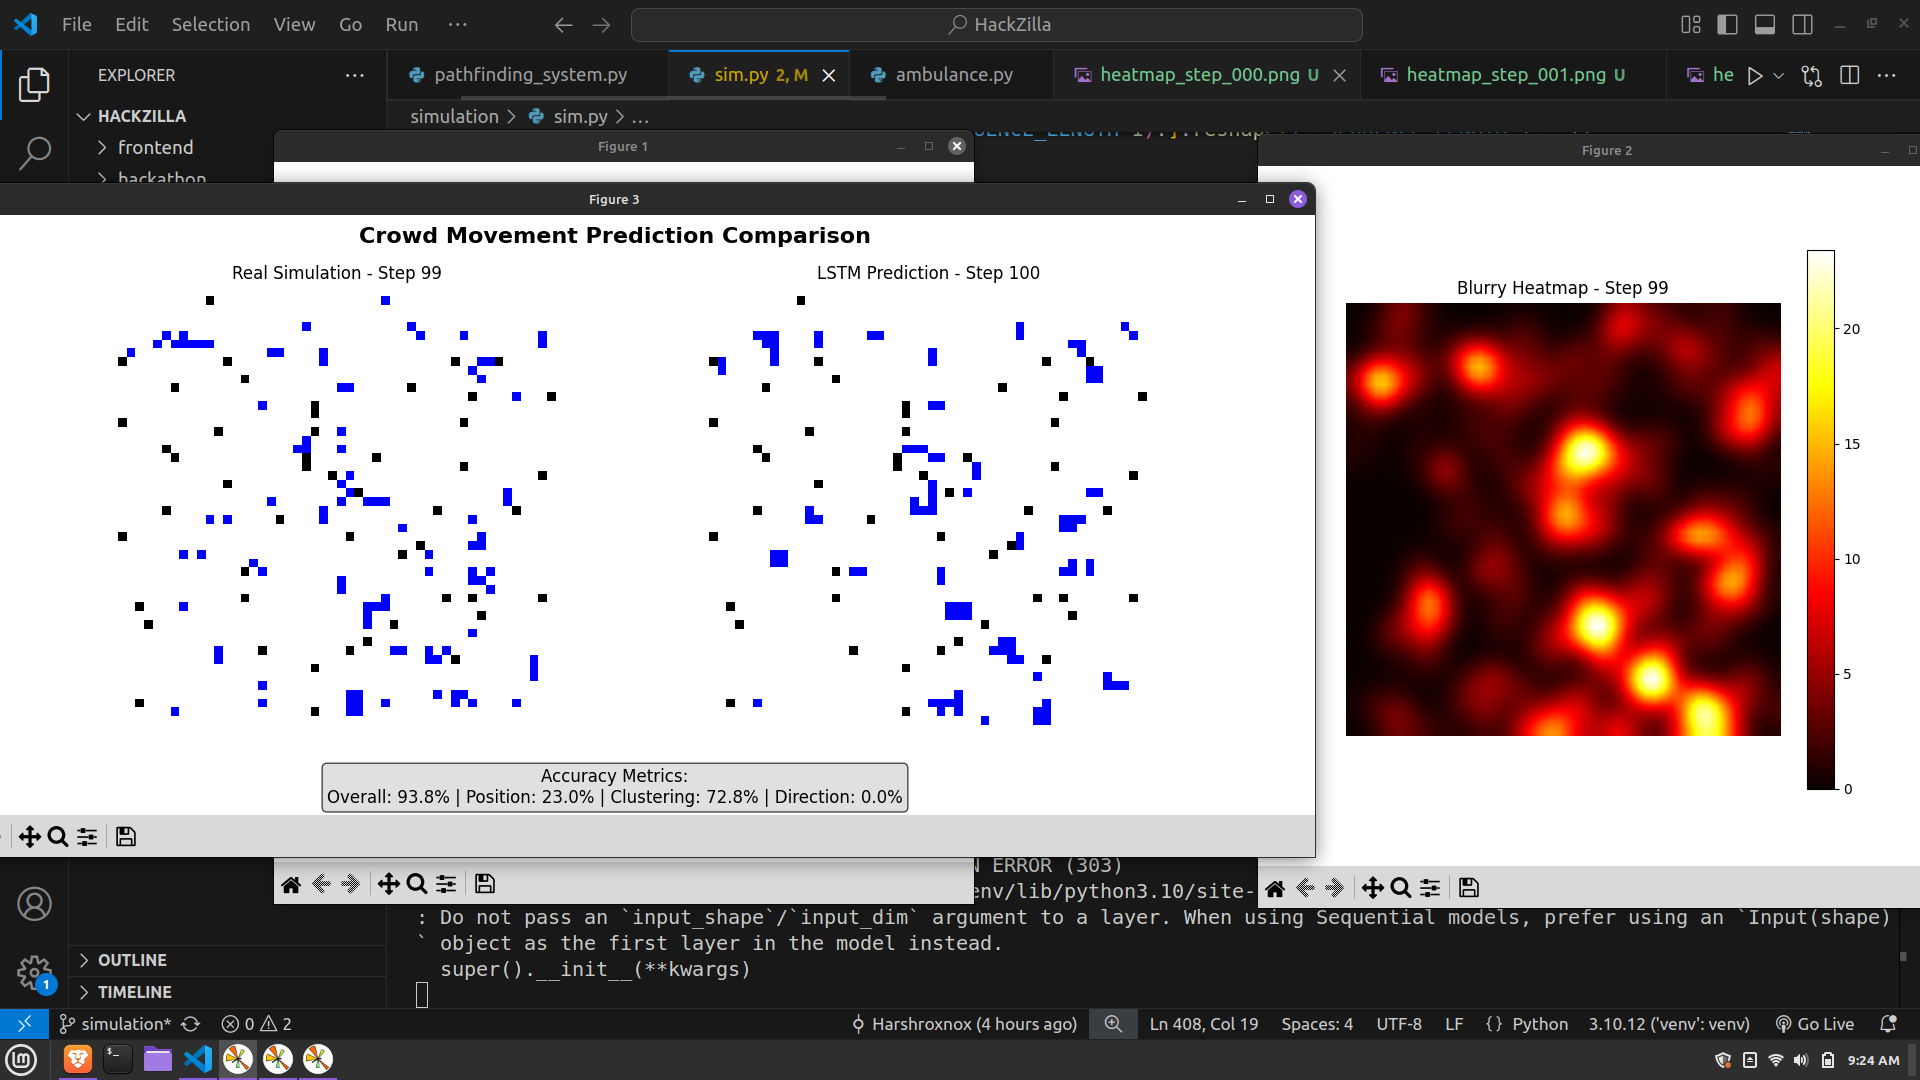 File Edit Selection View Go Run ···
HackZilla
EXPLORER
pathfinding_system.py
sim.py 2, M
ambulance.py
heatmap_step_000.png U
heatmap_step_001.png U
he
HACKZILLA
simulation > sim.py > ...
frontend
hackathon
Figure 1
Figure 2
Figure 3
Crowd Movement Prediction Comparison
Real Simulation - Step 99
LSTM Prediction - Step 100
Accuracy Metrics:
Overall: 93.8% | Position: 23.0% | Clustering: 72.8% | Direction: 0.0%
Blurry Heatmap - Step 99
20
15
10
5
0
N ERROR (303)
env/lib/python3.10/site-
: Do not pass an `input_shape`/`input_dim` argument to a layer. When using Sequential models, prefer using an `Input(shape)
` object as the first layer in the model instead.
super().__init__(**kwargs)
OUTLINE
TIMELINE
1
simulation* 0 2
Harshroxnox (4 hours ago)
Ln 408, Col 19 Spaces: 4 UTF-8 LF {} Python 3.10.12 ('venv': venv) Go Live
9:24 AM